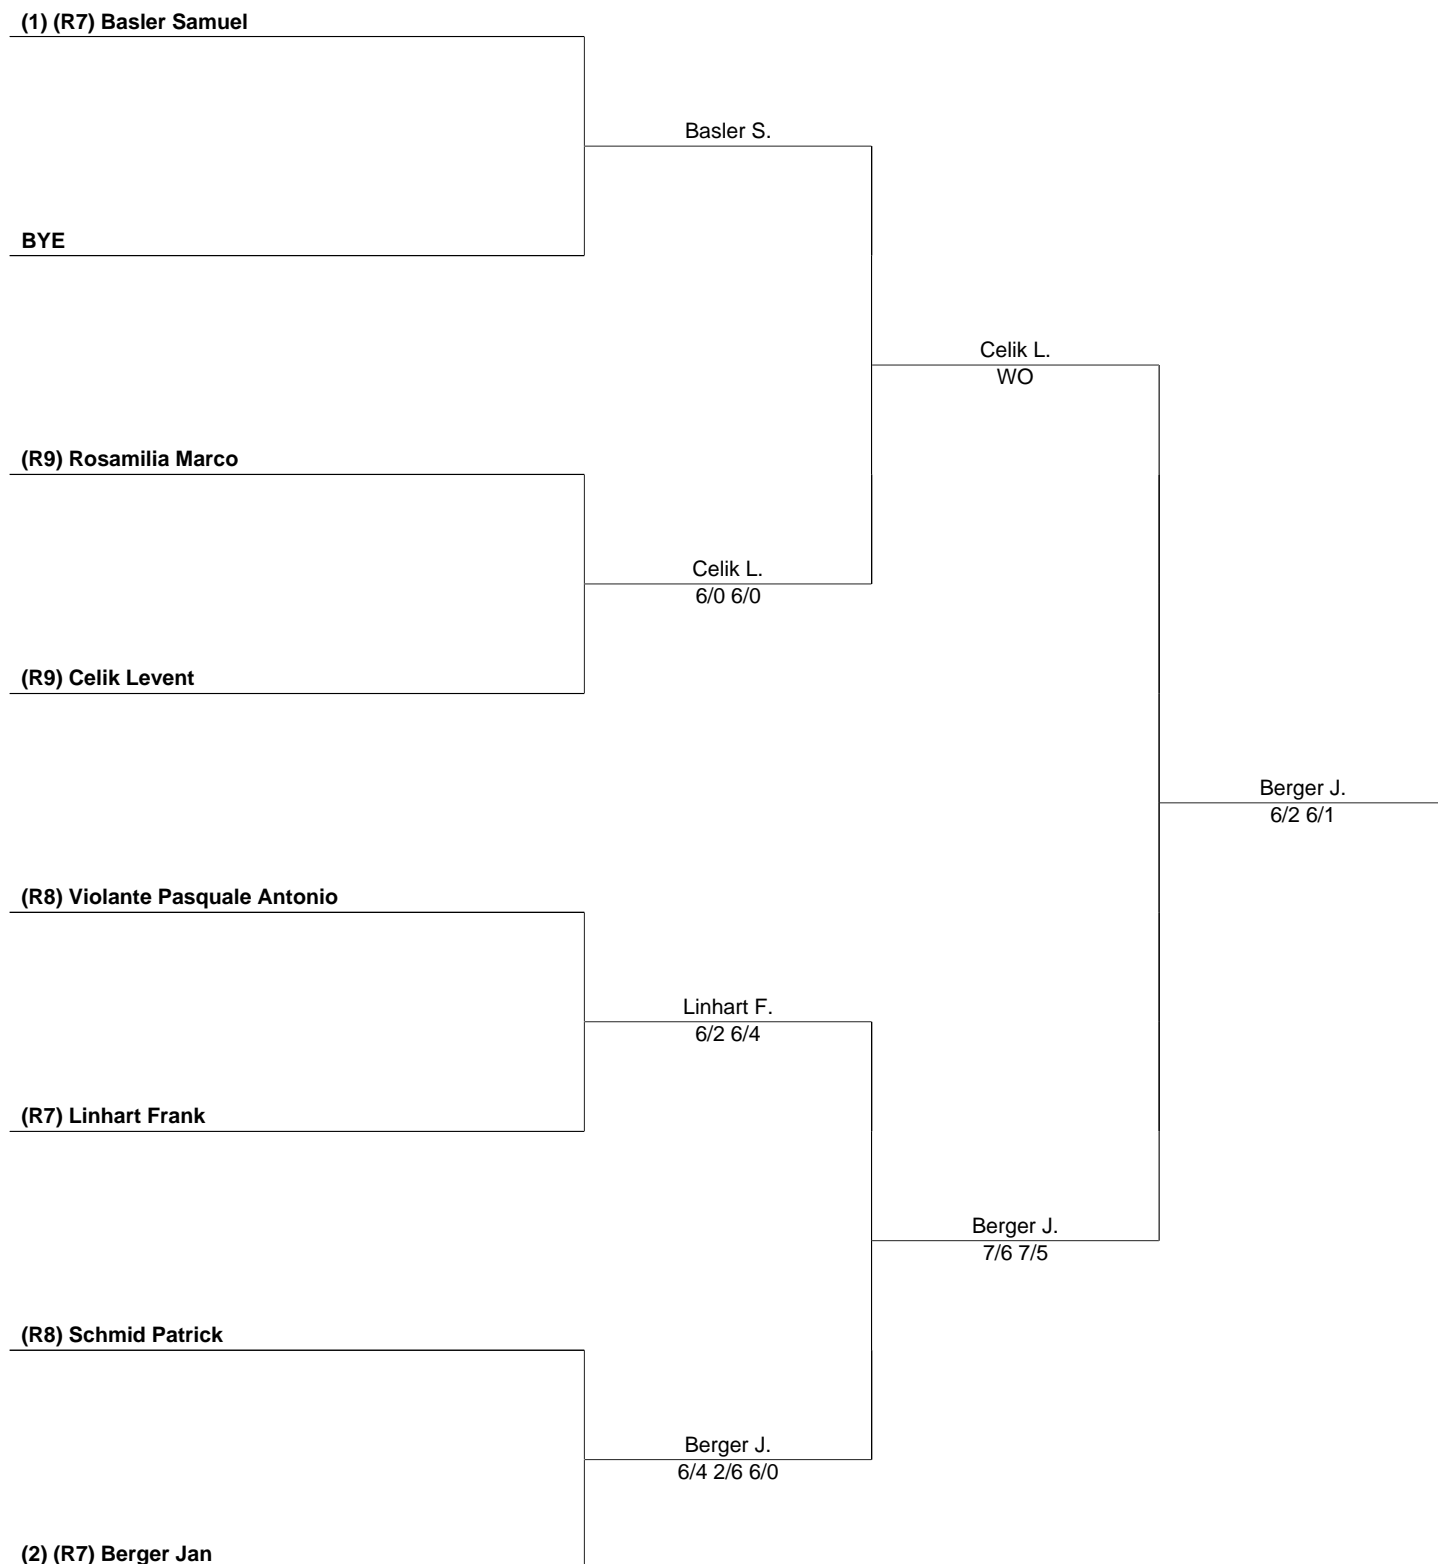 (1) (R7) Basler Samuel
Basler S.
BYE
Celik L.
WO
(R9) Rosamilia Marco
Celik L.
6/0 6/0
(R9) Celik Levent
Berger J.
6/2 6/1
(R8) Violante Pasquale Antonio
Linhart F.
6/2 6/4
(R7) Linhart Frank
Berger J.
7/6 7/5
(R8) Schmid Patrick
Berger J.
6/4 2/6 6/0
(2) (R7) Berger Jan